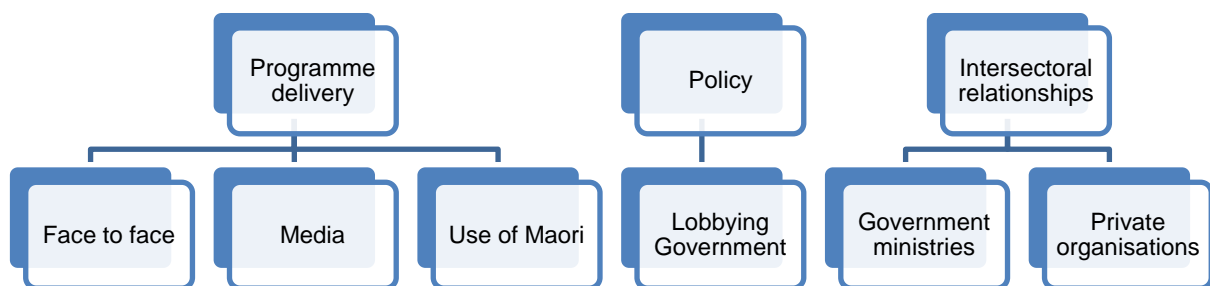 Programme
delivery
Policy
Intersectoral
relationships
Face to face
Media
Use of Maori
Lobbying
Government
Government
ministries
Private
organisations